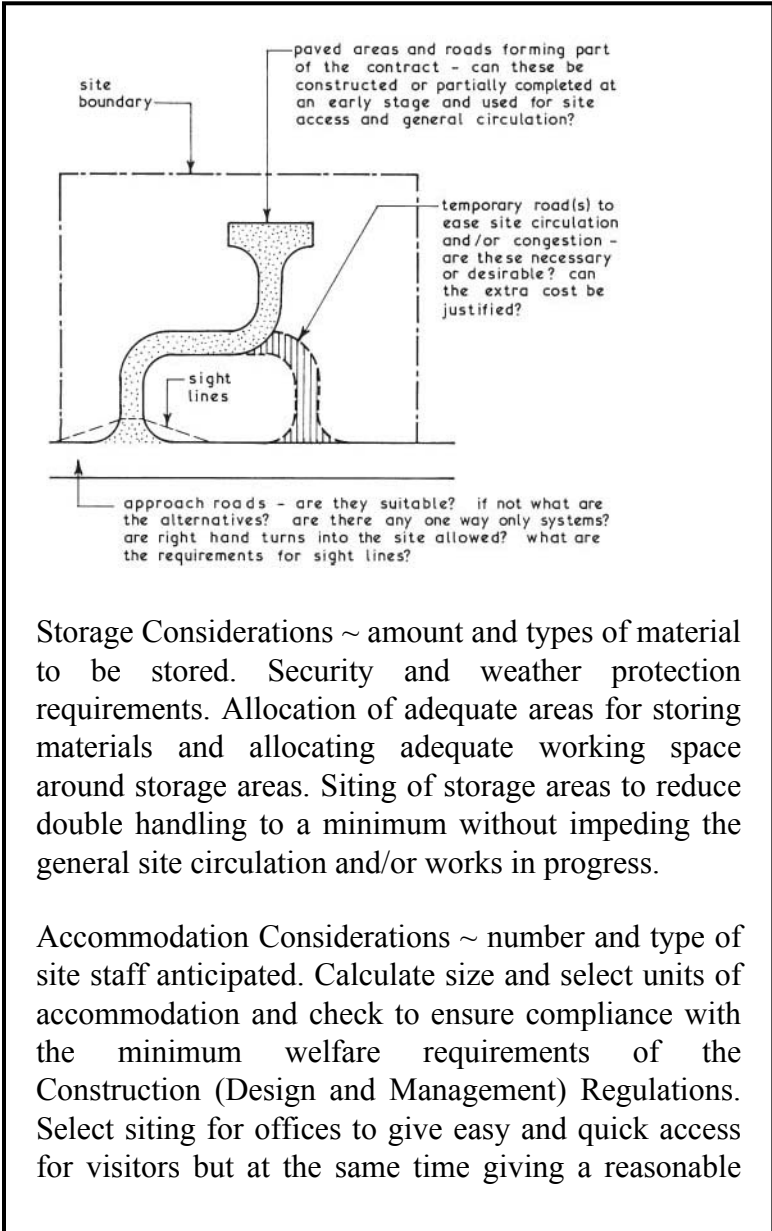 paved areas and roads forming part
of the contract - can these be
constructed or partially completed at
an early stage and used for site
access and general circulation?
site
boundary
temporary road(s) to
ease site circulation
and/or congestion -
are these necessary
or desirable? can
the extra cost be
justified?
sight
lines
approach roads - are they suitable? if not what are
the alternatives? are there any one way only systems?
are right hand turns into the site allowed? what are
the requirements for sight lines?
Storage Considerations ~ amount and types of material
to be stored. Security and weather protection
requirements. Allocation of adequate areas for storing
materials and allocating adequate working space
around storage areas. Siting of storage areas to reduce
double handling to a minimum without impeding the
general site circulation and/or works in progress.
Accommodation Considerations ~ number and type of
site staff anticipated. Calculate size and select units of
accommodation and check to ensure compliance with
the minimum welfare requirements of the
Construction (Design and Management) Regulations.
Select siting for offices to give easy and quick access
for visitors but at the same time giving a reasonable